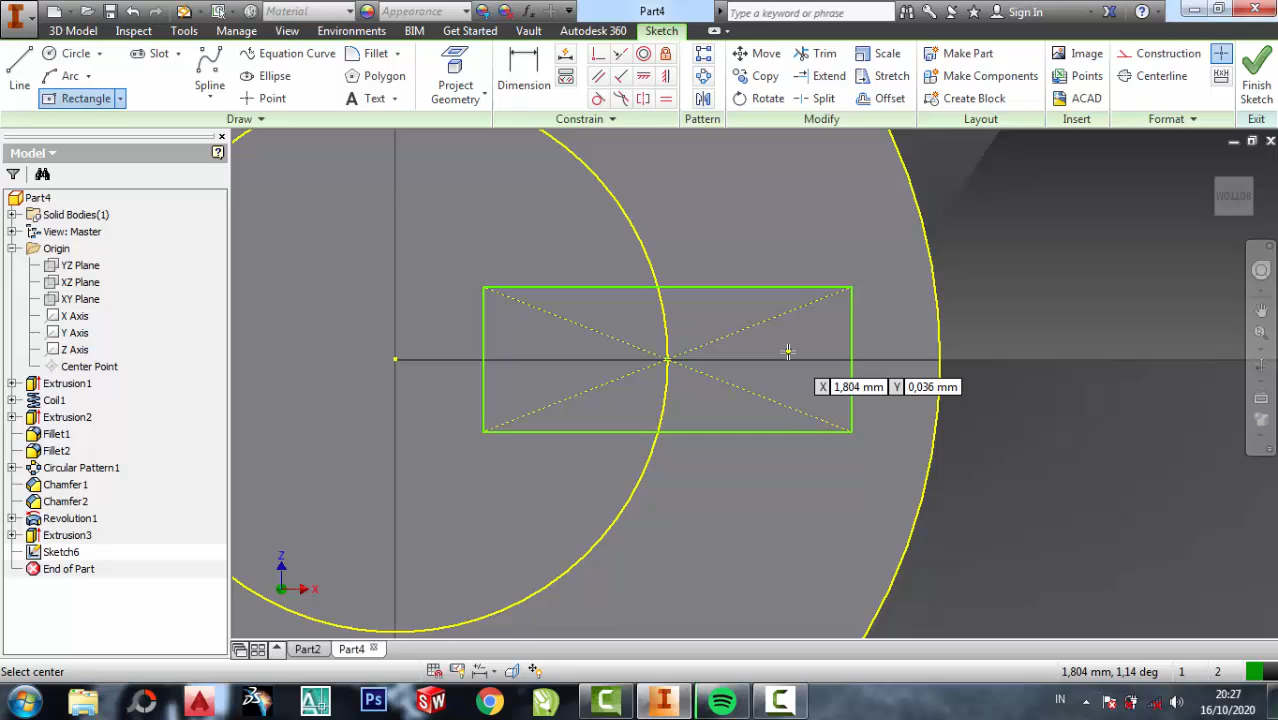 Material
Appearance
Part4
Type a keyword or phrase
Sign In
3D Model
Inspect
Tools
Manage
View
Environments
BIM
Get Started
Vault
Autodesk 360
Sketch
Line
Circle
Arc
Rectangle
Slot
Spline
Equation Curve
Ellipse
Point
Fillet
Polygon
Text
Project
Geometry
Dimension
Move
Copy
Rotate
Trim
Extend
Split
Scale
Stretch
Offset
Make Part
Make Components
Create Block
Image
Points
ACAD
Construction
Centerline
Finish
Sketch
Draw
Constrain
Pattern
Modify
Layout
Insert
Format
Exit
Model
Part4
Solid Bodies(1)
View: Master
Origin
YZ Plane
XZ Plane
XY Plane
X Axis
Y Axis
Z Axis
Center Point
Extrusion1
Coil1
Extrusion2
Fillet1
Fillet2
Circular Pattern1
Chamfer1
Chamfer2
Revolution1
Extrusion3
Sketch6
End of Part
BOTTOM
X 1,804 mm Y 0,036 mm
Z
X
Part2
Part4
Select center
1,804 mm, 1,14 deg
1
2
Ps
SW
IN
20:27
16/10/2020